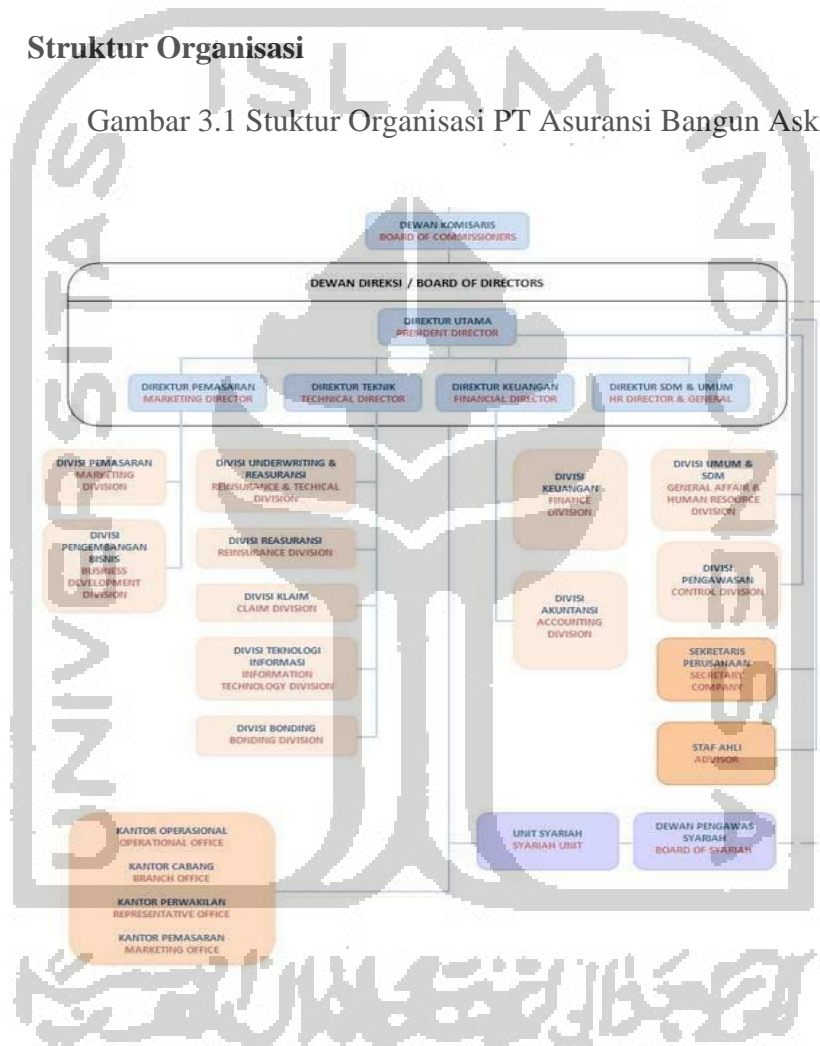 Struktur Organisasi
Gambar 3.1 Stuktur Organisasi PT Asuransi Bangun Ask
DEWAN KOMISARIS
BOARD OF COMMISSIONERS
DEWAN DIREKSI / BOARD OF DIRECTORS
DIREKTUR UTAMA
PRESIDENT DIRECTOR
DIREKTUR PEMASARAN
MARKETING DIRECTOR
DIREKTUR TEKNIK
TECHNICAL DIRECTOR
DIREKTUR KEUANGAN
FINANCIAL DIRECTOR
DIREKTUR SDM & UMUM
HR DIRECTOR & GENERAL
DIVISI PEMASARAN
MARKETING
DIVISION
DIVISI
PENGEMBANGAN
BISNIS
BUSINESS
DEVELOPMENT
DIVISION
DIVISI UNDERWRITING &
REASURANSI
REINSURANCE & TECHICAL
DIVISION
DIVISI REASURANSI
REINSURANCE DIVISION
DIVISI KLAIM
CLAIM DIVISION
DIVISI TEKNOLOGI
INFORMASI
INFORMATION
TECHNOLOGY DIVISION
DIVISI BONDING
BONDING DIVISION
DIVISI
KEUANGAN
FINANCE
DIVISION
DIVISI
AKUNTANSI
ACCOUNTING
DIVISION
DIVISI UMUM &
SDM
GENERAL AFFAIR &
HUMAN RESOURCE
DIVISION
DIVISI
PENGAWASAN
CONTROL DIVISION
SEKRETARIS
PERUSAHAAN
SECRETARY
COMPANY
STAF AHLI
ADVISOR
KANTOR OPERASIONAL
OPERATIONAL OFFICE
KANTOR CABANG
BRANCH OFFICE
KANTOR PERWAKILAN
REPRESENTATIVE OFFICE
KANTOR PEMASARAN
MARKETING OFFICE
UNIT SYARIAH
SYARIAH UNIT
DEWAN PENGAWAS
SYARIAH
BOARD OF SYARIAH
UNIVERSITAS
ISLAM
INDONESIA